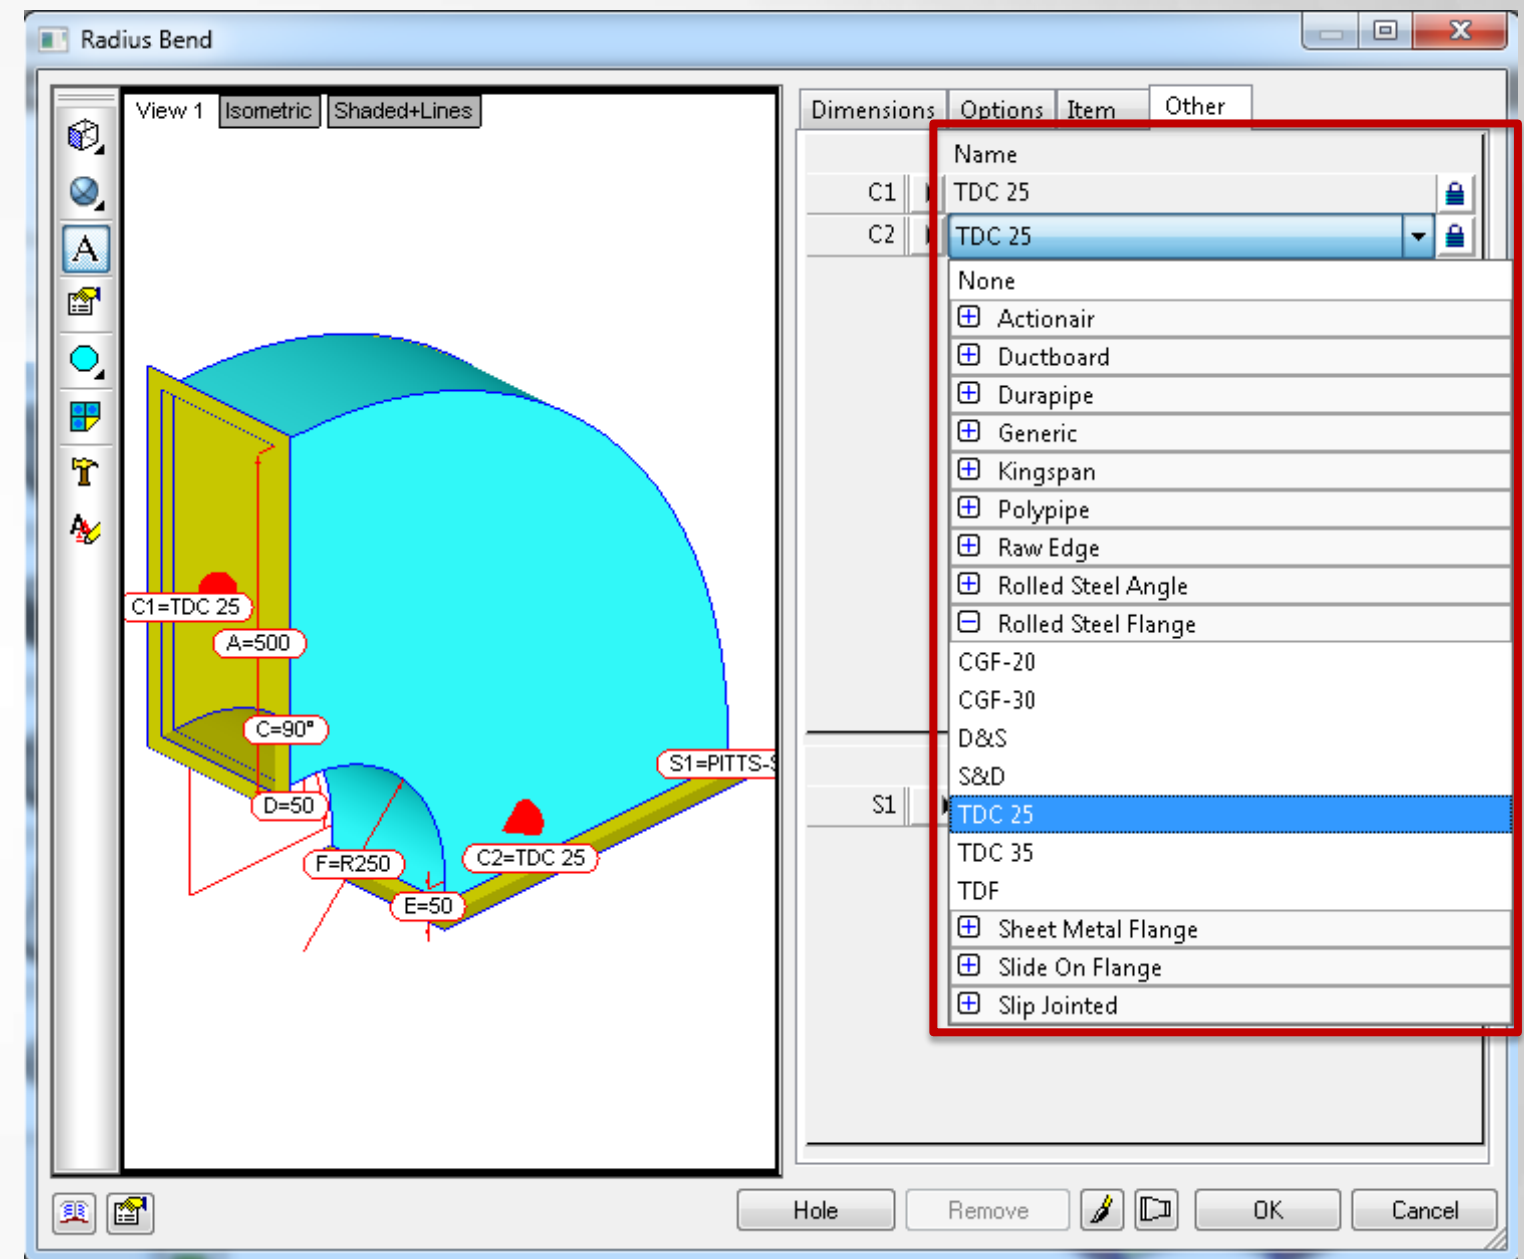 Radius Bend
View 1 Isometric Shaded+Lines
Dimensions Options Item Other
Name
C1 TDC 25
C2 TDC 25
None
Actionair
Ductboard
Durapipe
Generic
Kingspan
Polypipe
Raw Edge
Rolled Steel Angle
Rolled Steel Flange
CGF-20
CGF-30
D&S
S&D
S1 TDC 25
TDC 35
TDF
Sheet Metal Flange
Slide On Flange
Slip Jointed
A
C1=TDC 25
A=500
C=90°
S1=PITTS-S
D=50
F=R250
C2=TDC 25
E=50
Hole Remove OK Cancel